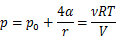 p = p₀ + 4α/r = νRT/V